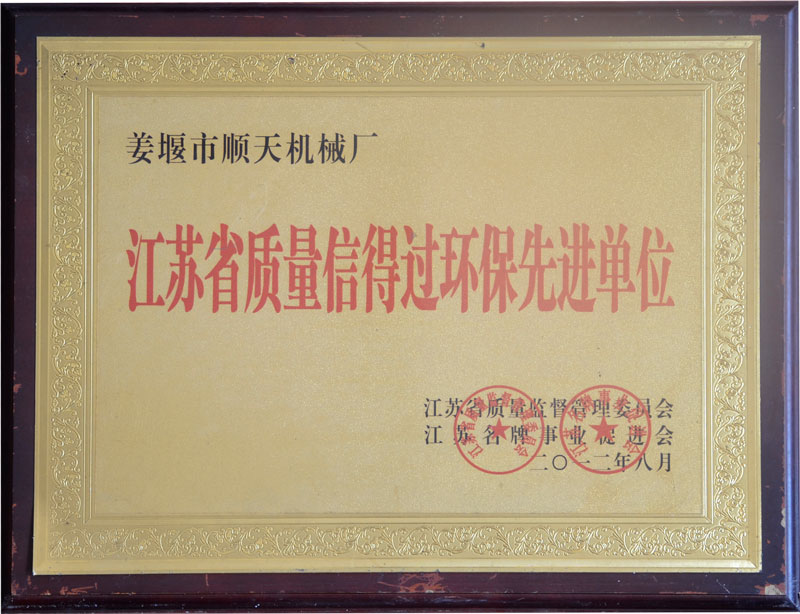 姜堰市顺天机械厂
江苏省质量信得过环保先进单位
江苏省质量监督管理委员会
江苏名牌事业促进会
二〇一二年八月